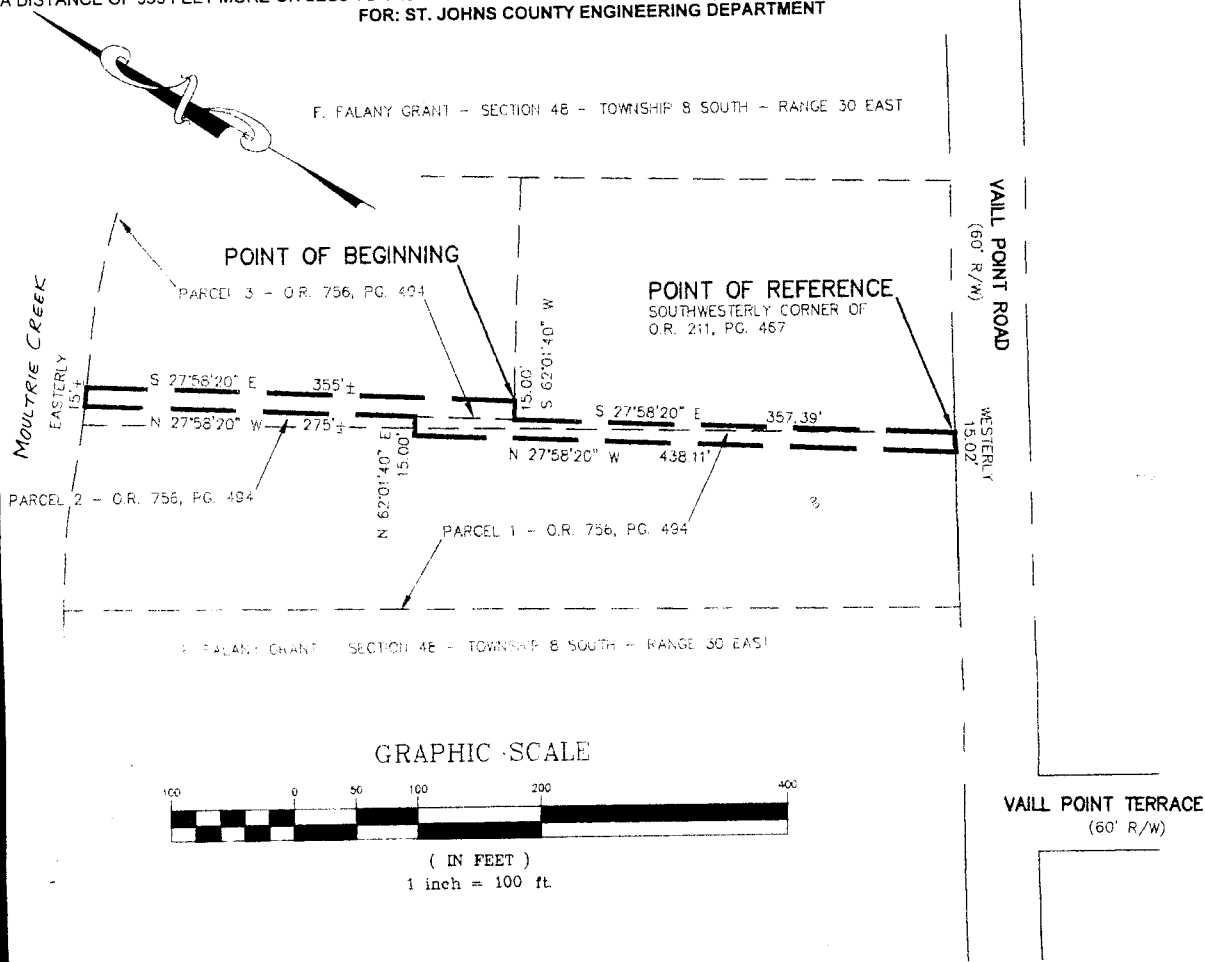 A DISTANCE OF 355 FEET MORE OR LESS TO
FOR: ST. JOHNS COUNTY ENGINEERING DEPARTMENT
F. FALANY GRANT - SECTION 48 - TOWNSHIP 8 SOUTH - RANGE 30 EAST
VAILL POINT ROAD
(60' R/W)
POINT OF BEGINNING
PARCEL 3 - O.R. 756, PG. 494
POINT OF REFERENCE
SOUTHWESTERLY CORNER OF
O.R. 211, PG. 467
MOULTRIE CREEK
EASTERLY
15'±
S 27°58'20" E 355'±
15.00'
S 62°01'40" W
S 27°58'20" E 357.39'
N 27°58'20" W 275'±
N 62°01'40" E
15.00'
N 27°58'20" W 438.11'
WESTERLY
15.02'
PARCEL 2 - O.R. 756, PG. 494
PARCEL 1 - O.R. 756, PG. 494
F. FALANY GRANT SECTION 48 - TOWNSHIP 8 SOUTH - RANGE 30 EAST
GRAPHIC SCALE
100 0 50 100 200 400
( IN FEET )
1 inch = 100 ft.
VAILL POINT TERRACE
(60' R/W)